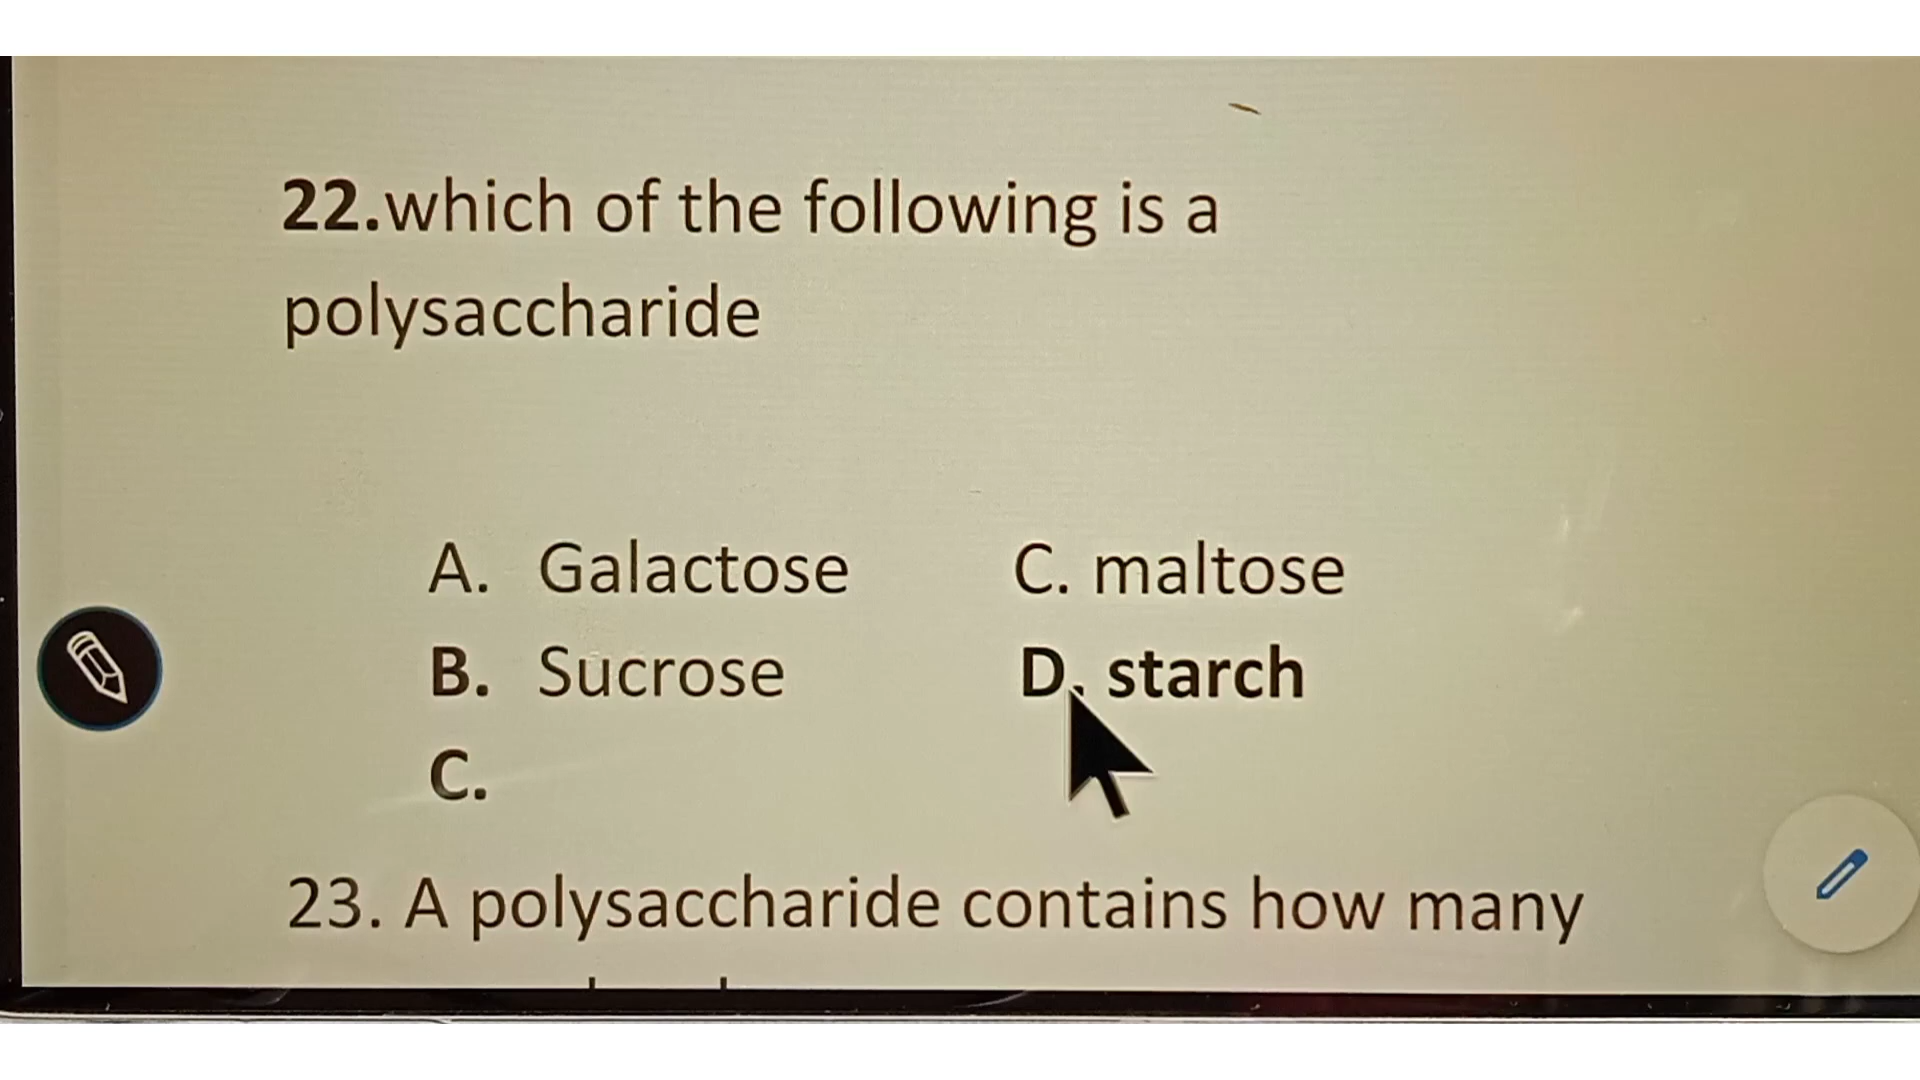 22.which of the following is a
polysaccharide
A. Galactose C. maltose
B. Sucrose D. starch
C.
23. A polysaccharide contains how many